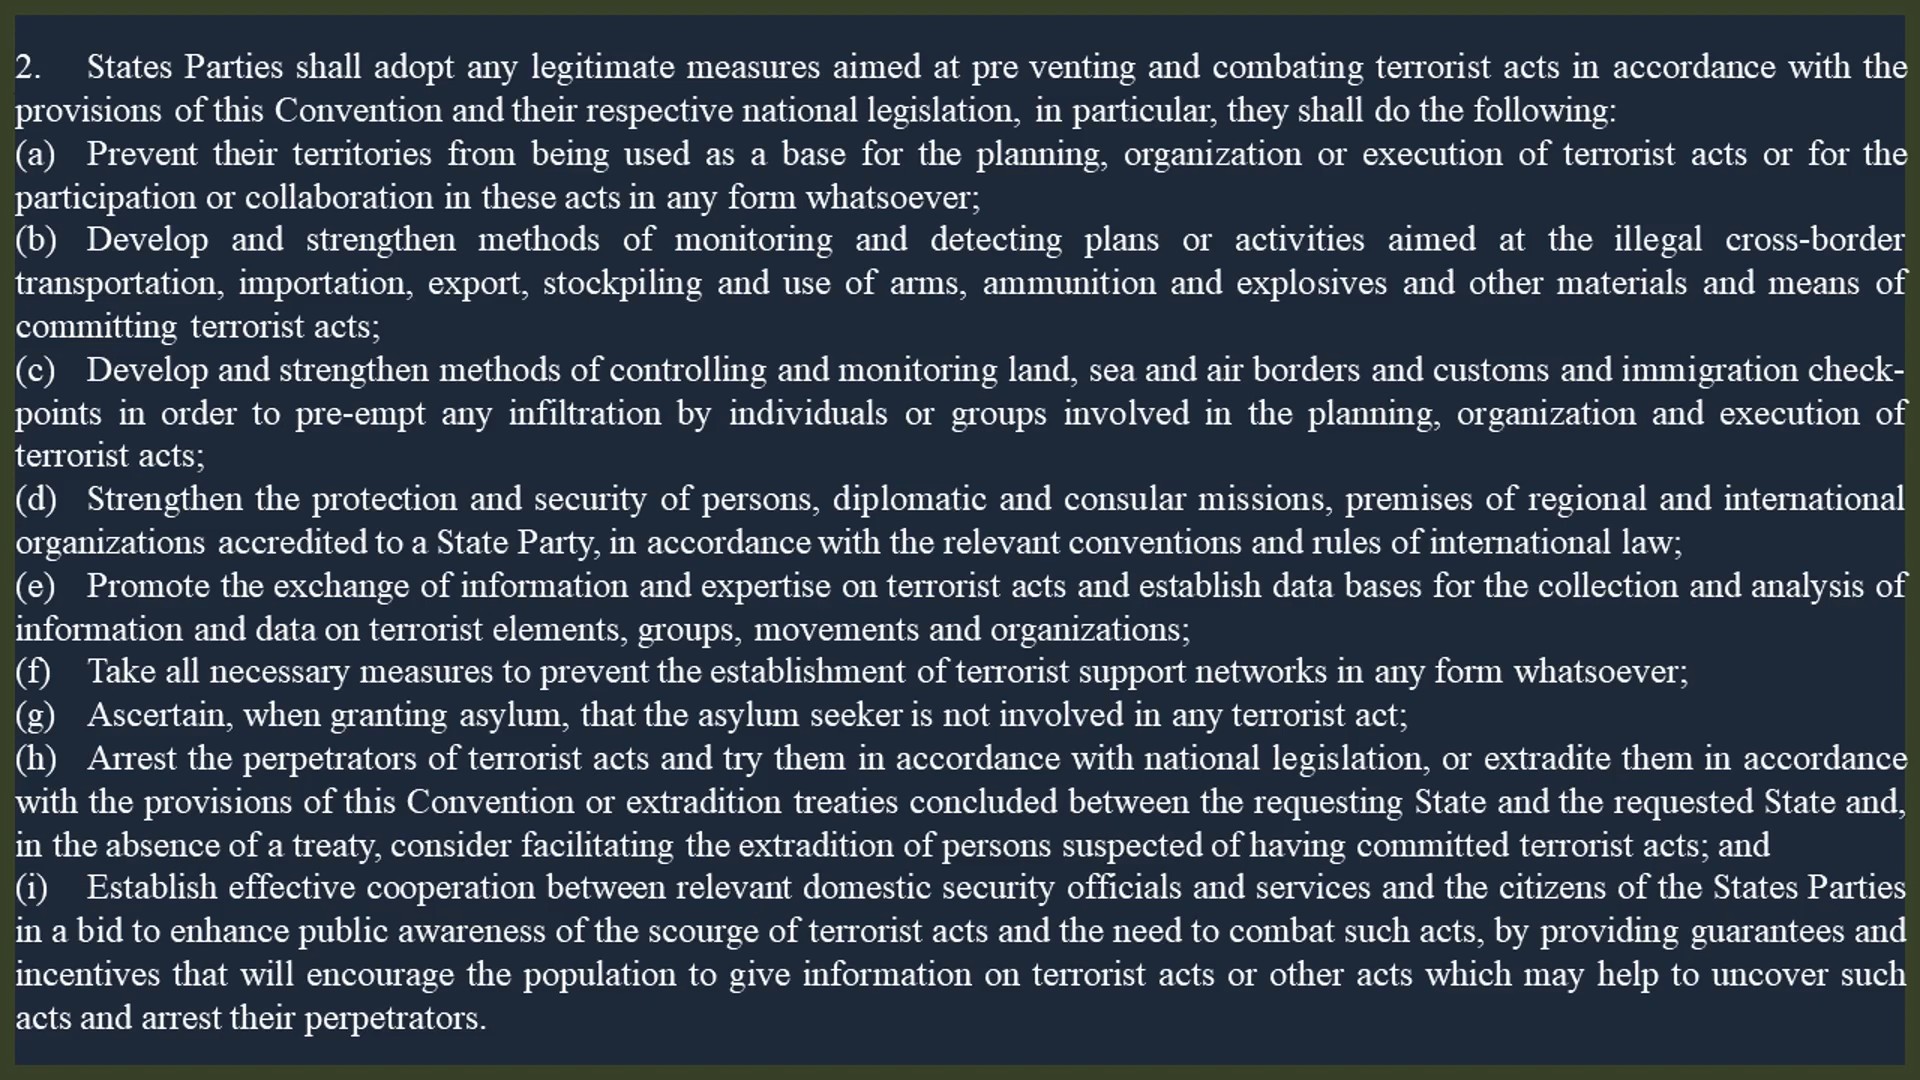 2. States Parties shall adopt any legitimate measures aimed at pre venting and combating terrorist acts in accordance with the
provisions of this Convention and their respective national legislation, in particular, they shall do the following:
(a) Prevent their territories from being used as a base for the planning, organization or execution of terrorist acts or for the
participation or collaboration in these acts in any form whatsoever;
(b) Develop and strengthen methods of monitoring and detecting plans or activities aimed at the illegal cross-border
transportation, importation, export, stockpiling and use of arms, ammunition and explosives and other materials and means of
committing terrorist acts;
(c) Develop and strengthen methods of controlling and monitoring land, sea and air borders and customs and immigration check-
points in order to pre-empt any infiltration by individuals or groups involved in the planning, organization and execution of
terrorist acts;
(d) Strengthen the protection and security of persons, diplomatic and consular missions, premises of regional and international
organizations accredited to a State Party, in accordance with the relevant conventions and rules of international law;
(e) Promote the exchange of information and expertise on terrorist acts and establish data bases for the collection and analysis of
information and data on terrorist elements, groups, movements and organizations;
(f) Take all necessary measures to prevent the establishment of terrorist support networks in any form whatsoever;
(g) Ascertain, when granting asylum, that the asylum seeker is not involved in any terrorist act;
(h) Arrest the perpetrators of terrorist acts and try them in accordance with national legislation, or extradite them in accordance
with the provisions of this Convention or extradition treaties concluded between the requesting State and the requested State and,
in the absence of a treaty, consider facilitating the extradition of persons suspected of having committed terrorist acts; and
(i) Establish effective cooperation between relevant domestic security officials and services and the citizens of the States Parties
in a bid to enhance public awareness of the scourge of terrorist acts and the need to combat such acts, by providing guarantees and
incentives that will encourage the population to give information on terrorist acts or other acts which may help to uncover such
acts and arrest their perpetrators.